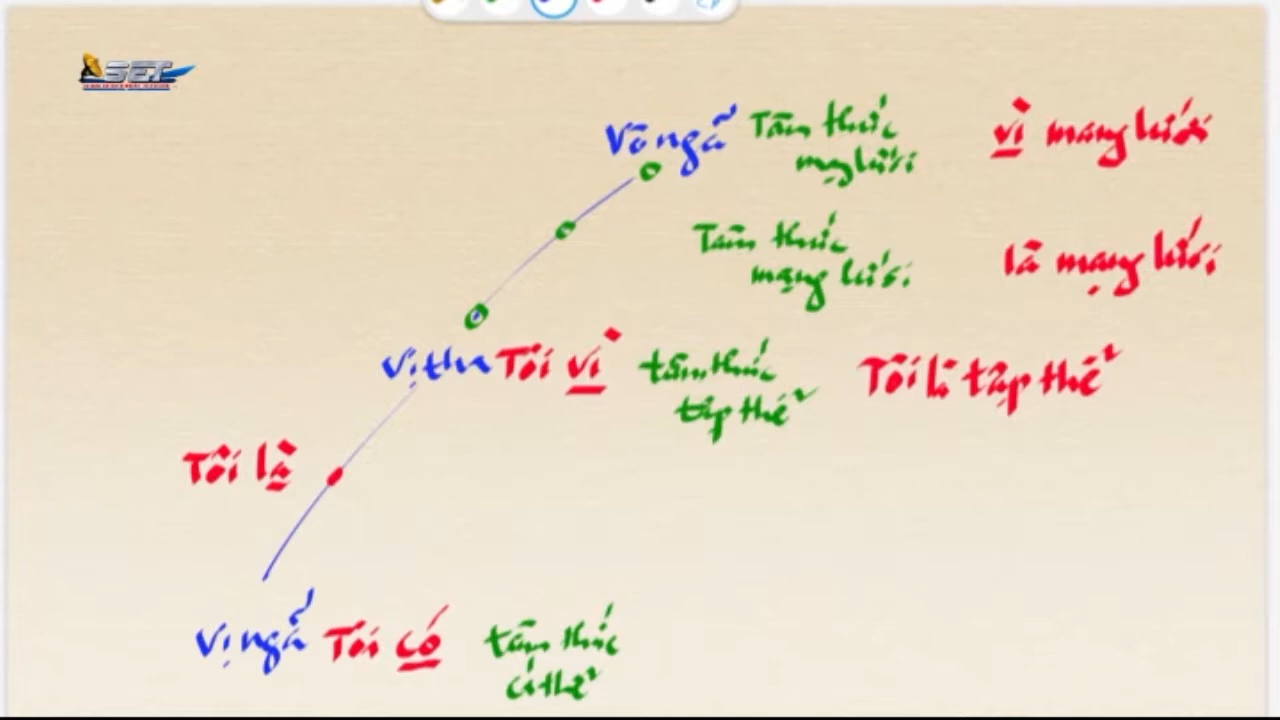 SET
Vô ngã Tâm thức mạng lưới vì mạng lưới
Tâm thức mạng lưới là mạng lưới
Vị tha Tôi vì tâm thức tập thể Tôi là tập thể
Tôi là
Vị ngã Tôi có tâm thức cá thể